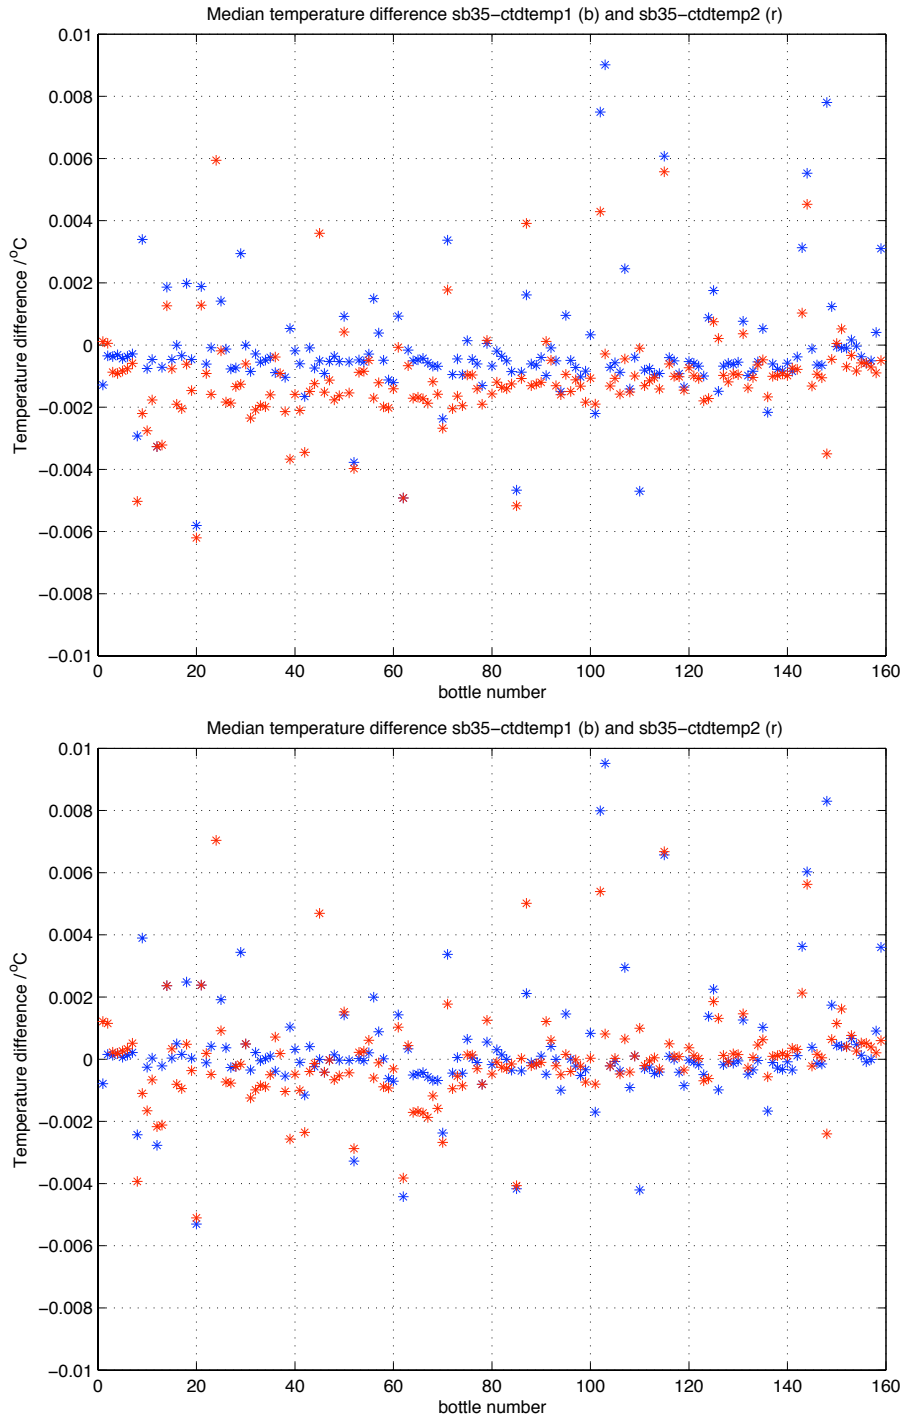 Median temperature difference sb35−ctdtemp1 (b) and sb35−ctdtemp2 (r)
0.01
0.008
0.006
0.004
0.002
0
−0.002
−0.004
−0.006
−0.008
−0.01
Temperature difference /°C
0 20 40 60 80 100 120 140 160
bottle number
Median temperature difference sb35−ctdtemp1 (b) and sb35−ctdtemp2 (r)
0.01
0.008
0.006
0.004
0.002
0
−0.002
−0.004
−0.006
−0.008
−0.01
Temperature difference /°C
0 20 40 60 80 100 120 140 160
bottle number